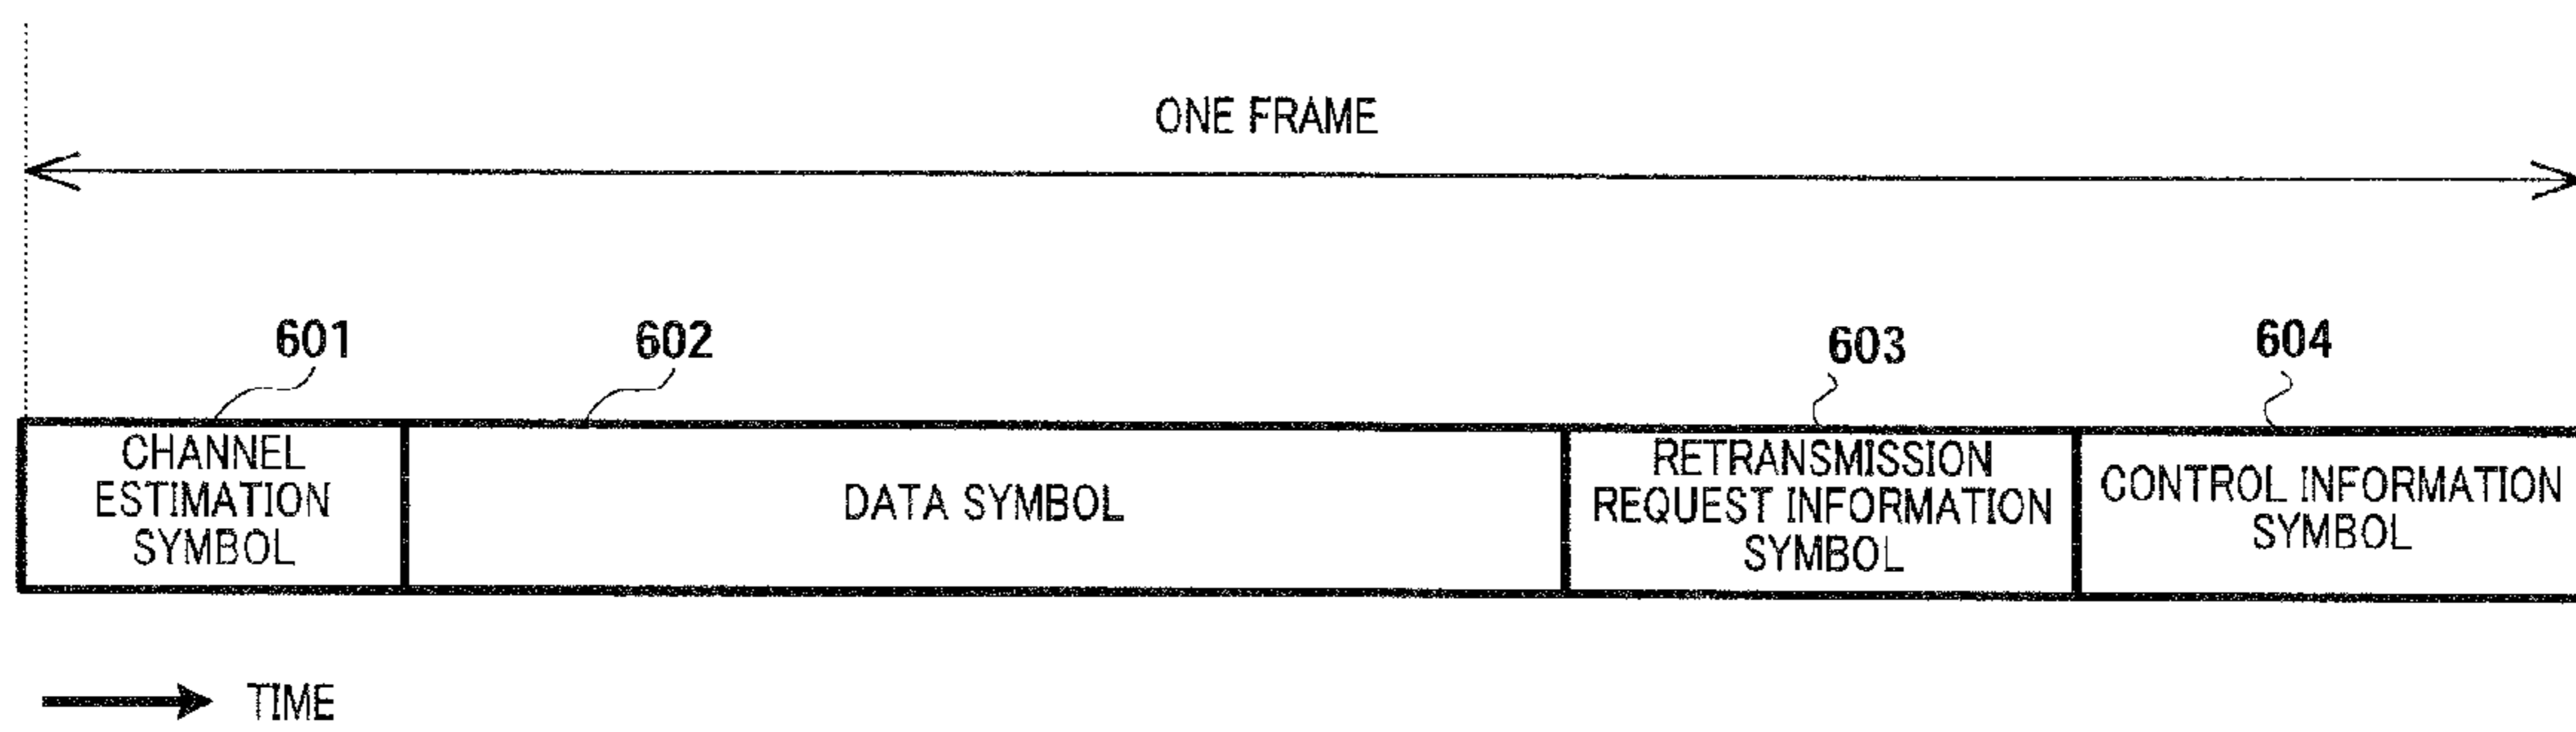 ONE FRAME
601
602
603
604
CHANNEL
ESTIMATION
SYMBOL
DATA SYMBOL
RETRANSMISSION
REQUEST INFORMATION
SYMBOL
CONTROL INFORMATION
SYMBOL
TIME